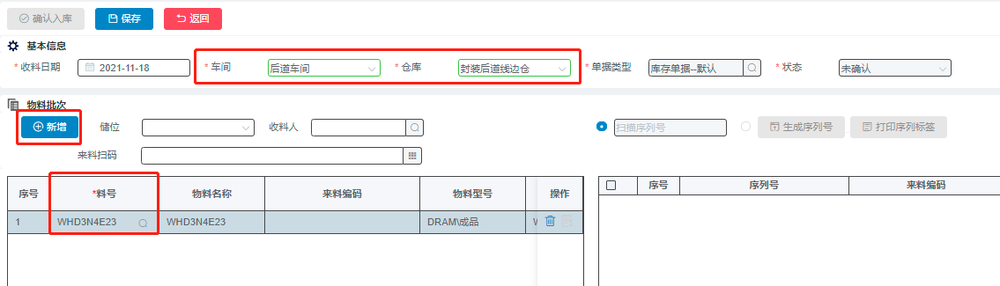 确认入库 保存 返回
基本信息
* 收料日期 2021-11-18 * 车间 后道车间 * 仓库 封装后道线边仓 * 单据类型 库存单据--默认 * 状态 未确认
物料批次
新增 储位 收料人 扫描序列号 生成序列号 打印序列标签
来料扫码
序号 *料号 物料名称 来料编码 物料型号 操作 序号 序列号 来料编码
1 WHD3N4E23 WHD3N4E23 DRAM\成品